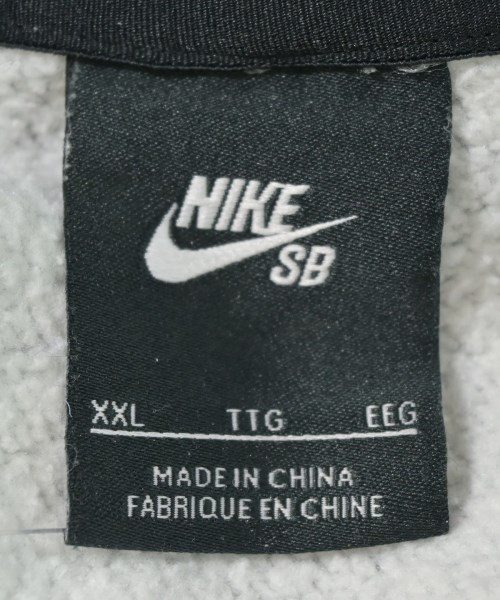 NIKE
SB
XXL TTG EEG
MADE IN CHINA
FABRIQUE EN CHINE